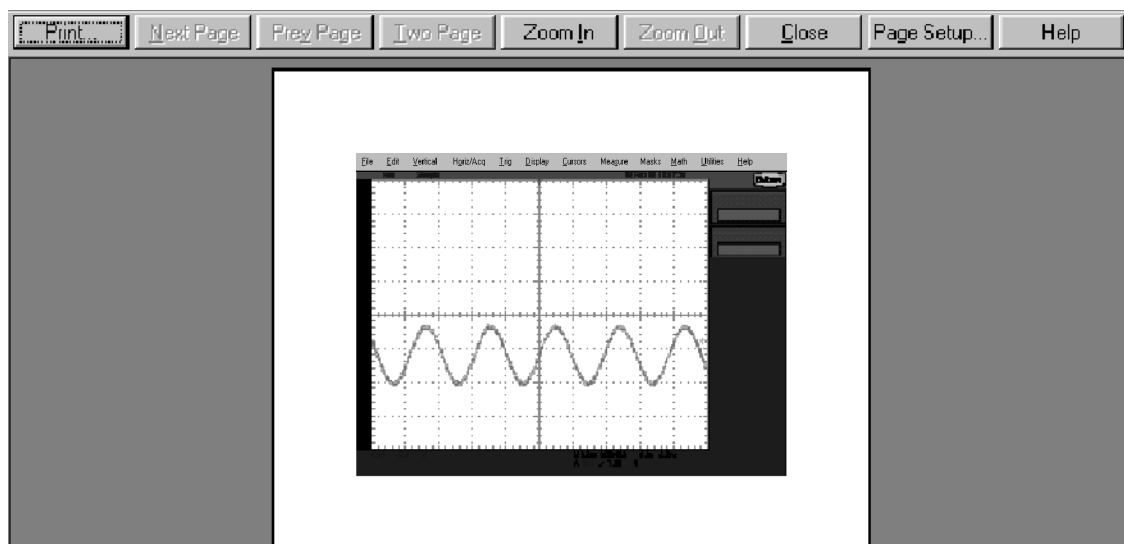 Print... Next Page Prev Page Two Page Zoom In Zoom Out Close Page Setup... Help
File Edit Vertical Horiz/Acq Trig Display Cursors Measure Masks Math Utilities Help